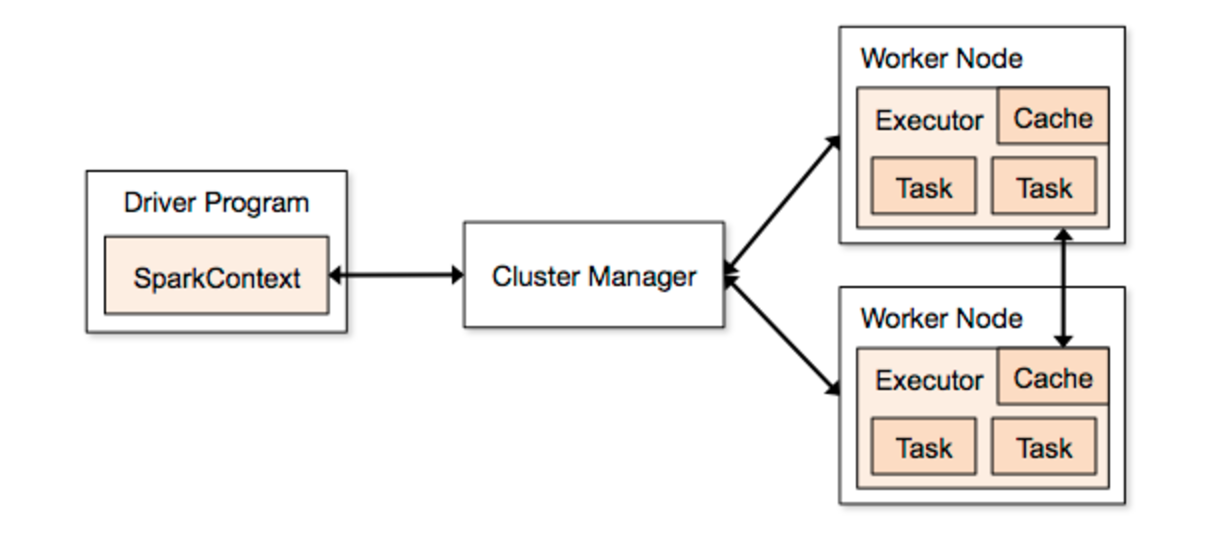 Driver Program
SparkContext
Cluster Manager
Worker Node
Executor Cache
Task Task
Worker Node
Executor Cache
Task Task